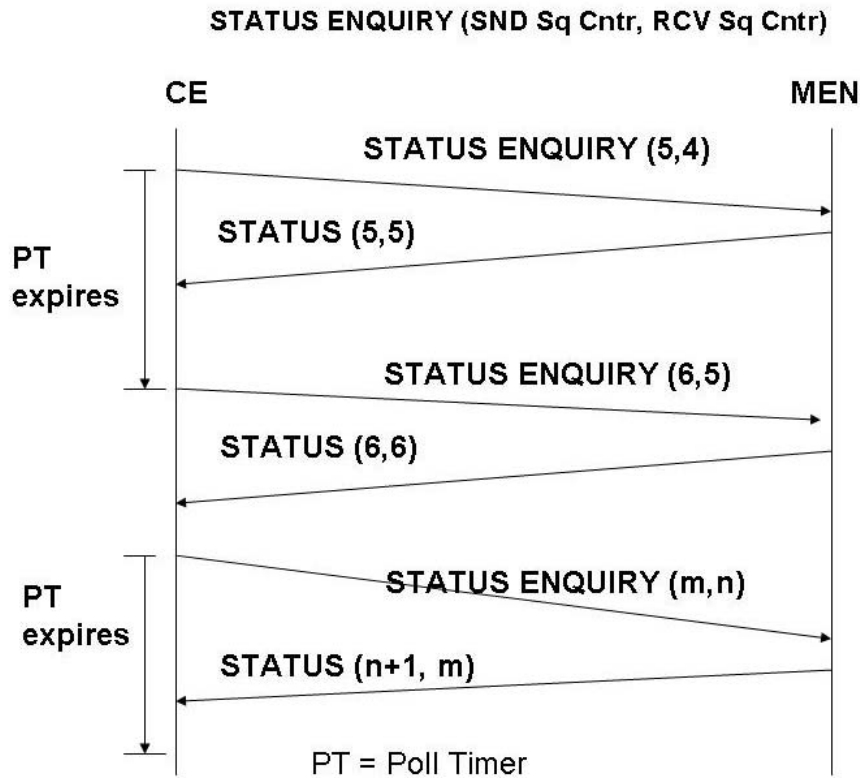 STATUS ENQUIRY (SND Sq Cntr, RCV Sq Cntr)
CE
MEN
STATUS ENQUIRY (5,4)
STATUS (5,5)
PT
expires
STATUS ENQUIRY (6,5)
STATUS (6,6)
STATUS ENQUIRY (m,n)
PT
expires
STATUS (n+1, m)
PT = Poll Timer